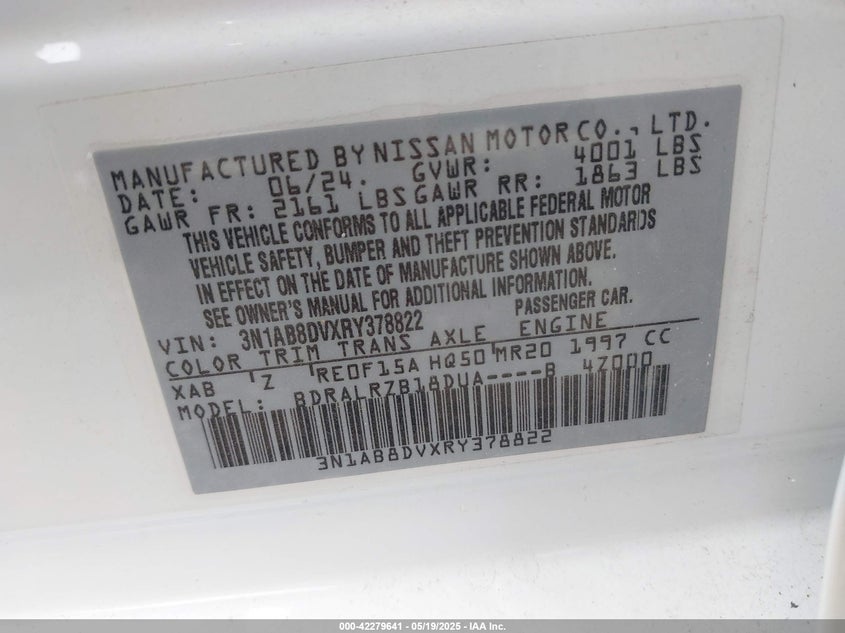 MANUFACTURED BY NISSAN MOTOR CO., LTD.
DATE: 06/24. GVWR: 4001 LBS
GAWR FR: 2161 LBS GAWR RR: 1863 LBS
THIS VEHICLE CONFORMS TO ALL APPLICABLE FEDERAL MOTOR
VEHICLE SAFETY, BUMPER AND THEFT PREVENTION STANDARDS
IN EFFECT ON THE DATE OF MANUFACTURE SHOWN ABOVE.
SEE OWNER'S MANUAL FOR ADDITIONAL INFORMATION.
PASSENGER CAR.
VIN: 3N1AB8DVXRY378822
COLOR TRIM TRANS AXLE ENGINE
XAB Z RE0F15A HQ50 MR20 1997 CC
MODEL: BDRALRZB18DUA----B 4Z000
3N1AB8DVXRY378822
000-42279641 - 05/19/2025 - IAA Inc.